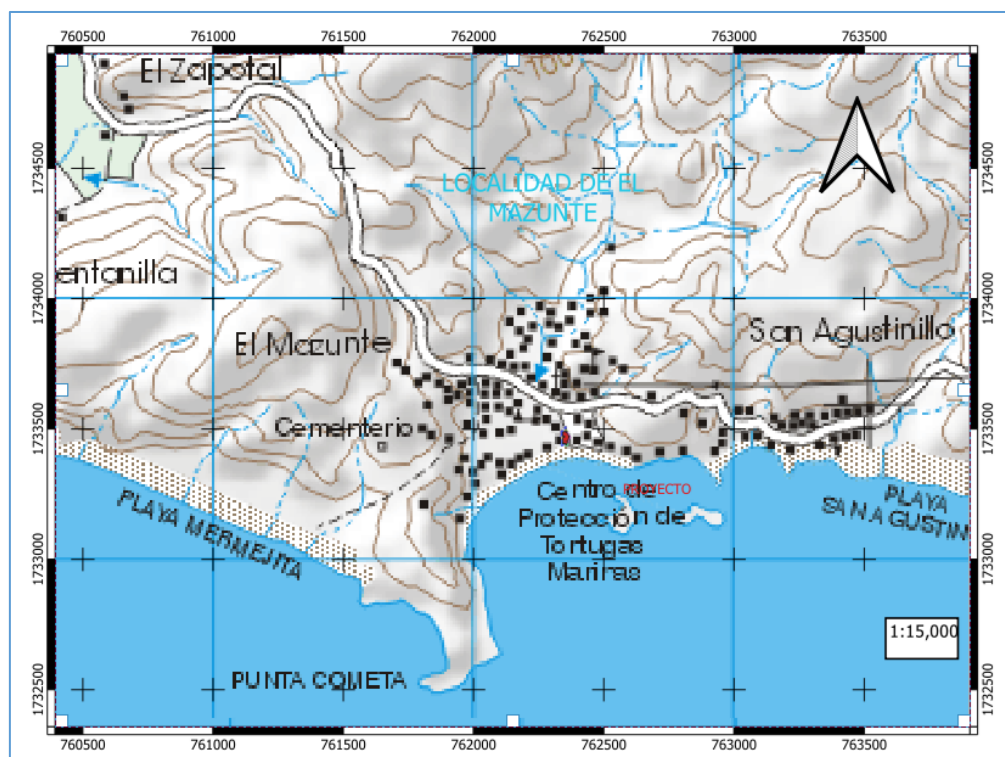 760500 761000 761500 762000 762500 763000 763500
El Zapotal
100
1734500
1734500
LOCALIDAD DE EL
MAZUNTE
entanilla
1734000
1734000
El Mazunte
San Agustinillo
1733500
1733500
Cementerio
Centro de
PROYECTO
Protección de
Tortugas
Marinas
PLAYA MERMEJITA
PLAYA
SAN AGUSTIN
1733000
1733000
1:15,000
PUNTA COMETA
1732500
1732500
760500 761000 761500 762000 762500 763000 763500